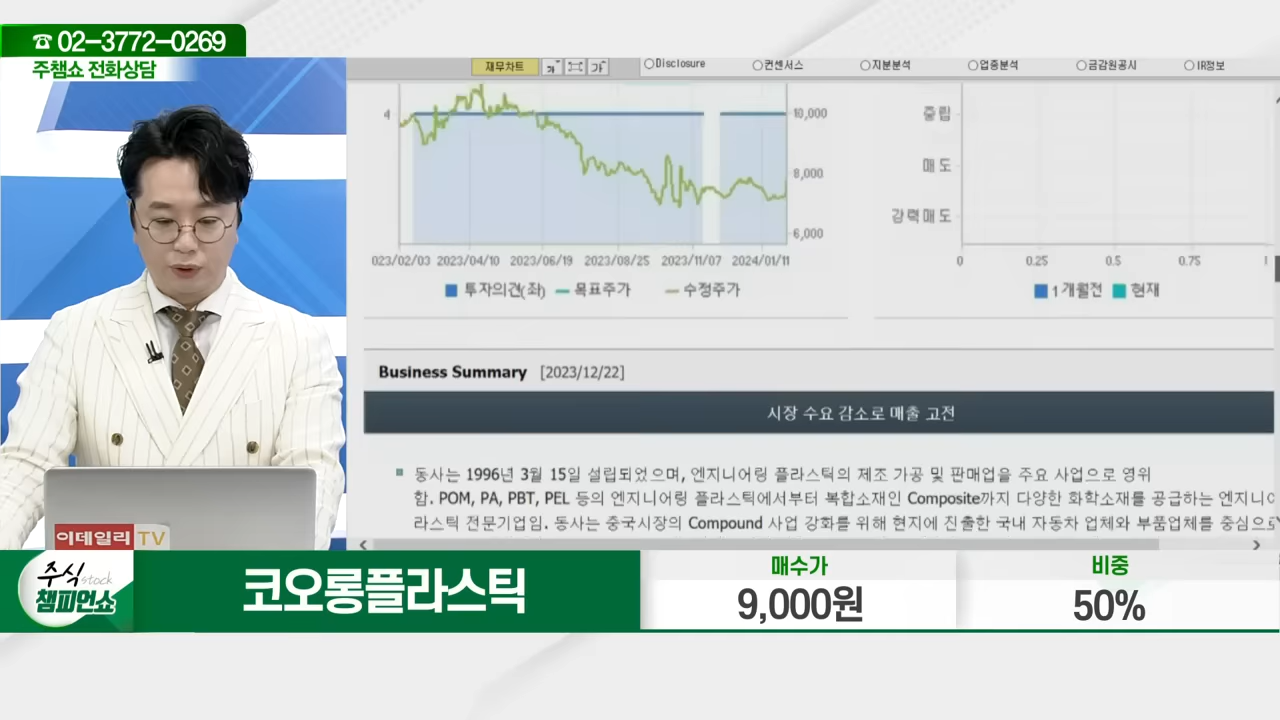 ☎ 02-3772-0269
주챔쇼 전화상담
재무차트
가 가
Disclosure 컨센서스 지분분석 업종분석 금감원공시 IR정보
4
10,000
8,000
6,000
023/02/03 2023/04/10 2023/06/19 2023/08/25 2023/11/07 2024/01/11
투자의견(좌) 목표주가 수정주가
중립
매도
강력매도
0 0.25 0.5 0.75 1
1개월전 현재
Business Summary [2023/12/22]
시장 수요 감소로 매출 고전
동사는 1996년 3월 15일 설립되었으며, 엔지니어링 플라스틱의 제조 가공 및 판매업을 주요 사업으로 영위
함. POM, PA, PBT, PEL 등의 엔지니어링 플라스틱에서부터 복합소재인 Composite까지 다양한 화학소재를 공급하는 엔지니어
라스틱 전문기업임. 동사는 중국시장의 Compound 사업 강화를 위해 현지에 진출한 국내 자동차 업체와 부품업체를 중심으로
이데일리 TV
주식 stock
챔피언쇼
코오롱플라스틱
매수가
9,000원
비중
50%